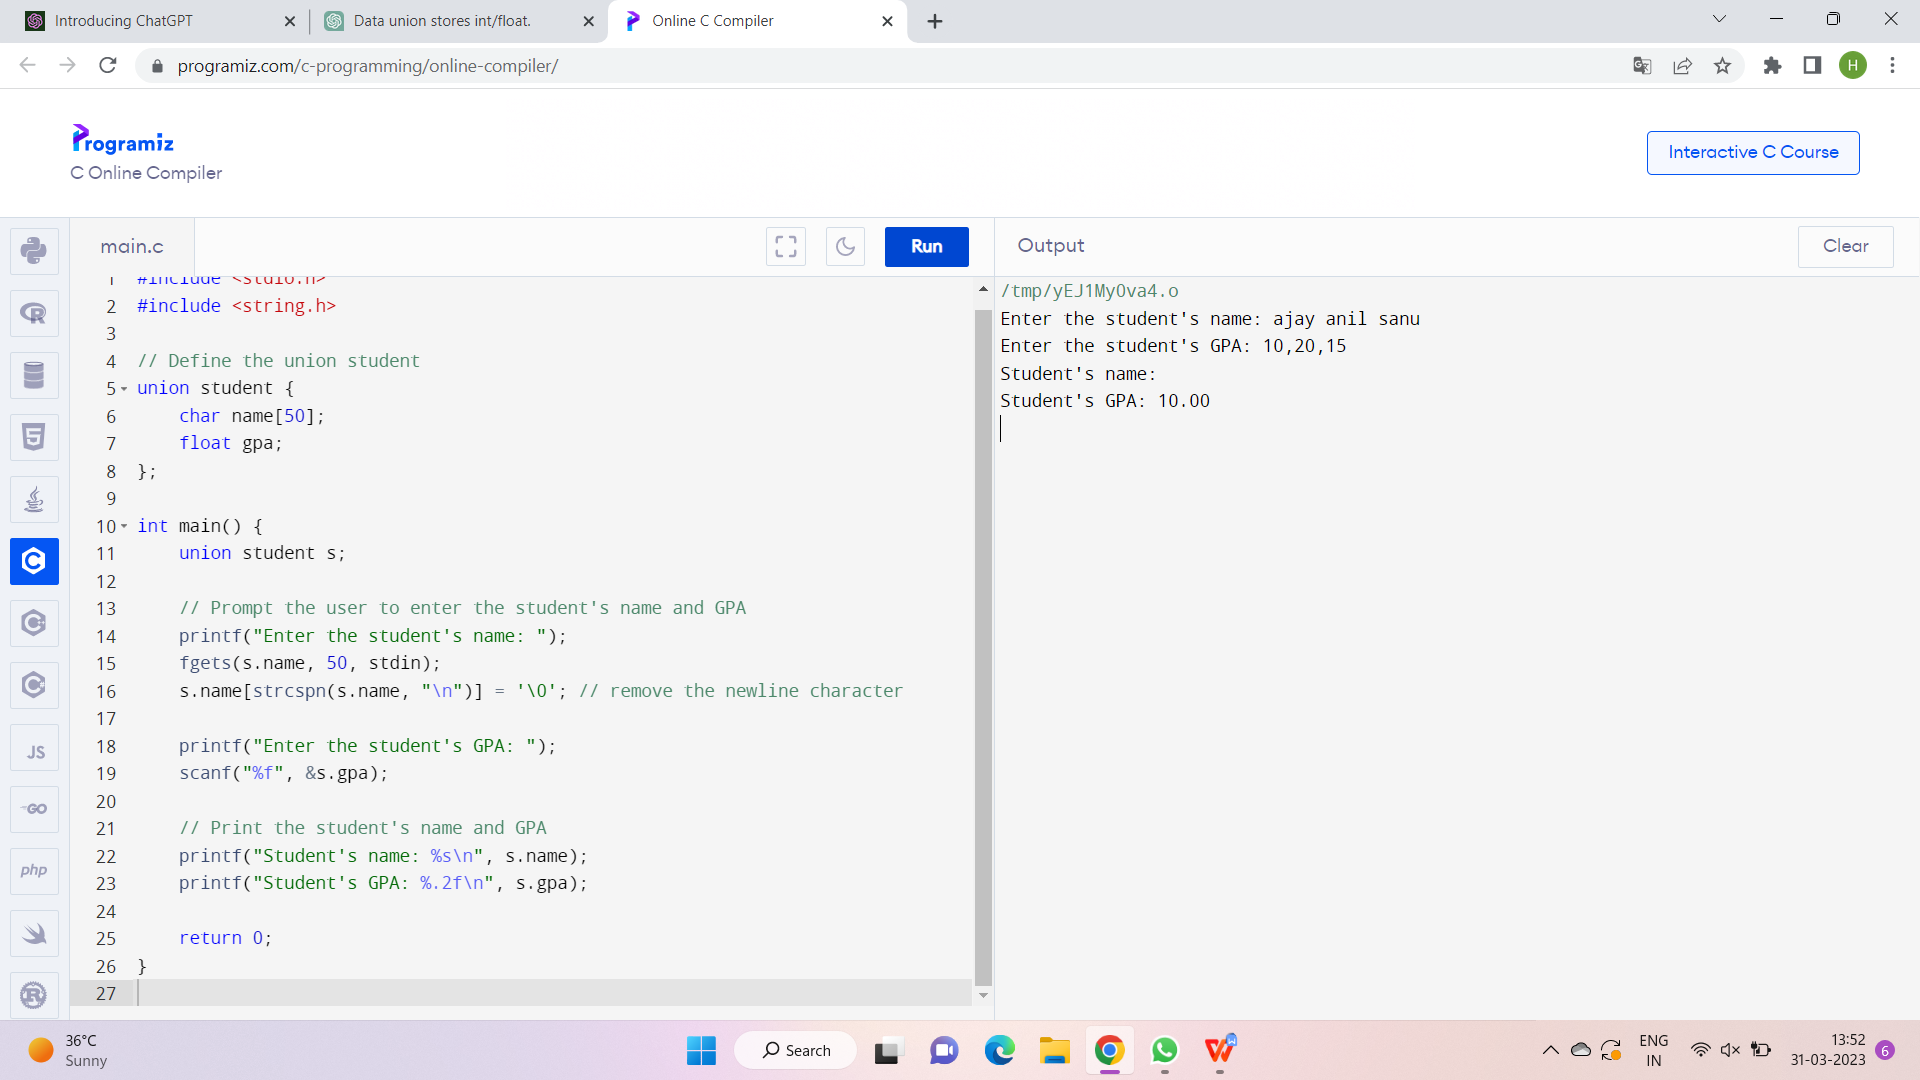 Introducing ChatGPT
Data union stores int/float.
Online C Compiler
programiz.com/c-programming/online-compiler/
H
Programiz
C Online Compiler
Interactive C Course
main.c
Run
Output
Clear
1 #include <stdio.h>
2 #include <string.h>
3
4 // Define the union student
5 union student {
6     char name[50];
7     float gpa;
8 };
9
10 int main() {
11     union student s;
12
13     // Prompt the user to enter the student's name and GPA
14     printf("Enter the student's name: ");
15     fgets(s.name, 50, stdin);
16     s.name[strcspn(s.name, "\n")] = '\0'; // remove the newline character
17
18     printf("Enter the student's GPA: ");
19     scanf("%f", &s.gpa);
20
21     // Print the student's name and GPA
22     printf("Student's name: %s\n", s.name);
23     printf("Student's GPA: %.2f\n", s.gpa);
24
25     return 0;
26 }
27
/tmp/yEJ1MyOva4.o
Enter the student's name: ajay anil sanu
Enter the student's GPA: 10,20,15
Student's name:
Student's GPA: 10.00
JS
GO
php
36°C
Sunny
Search
ENG
IN
13:52
31-03-2023
6